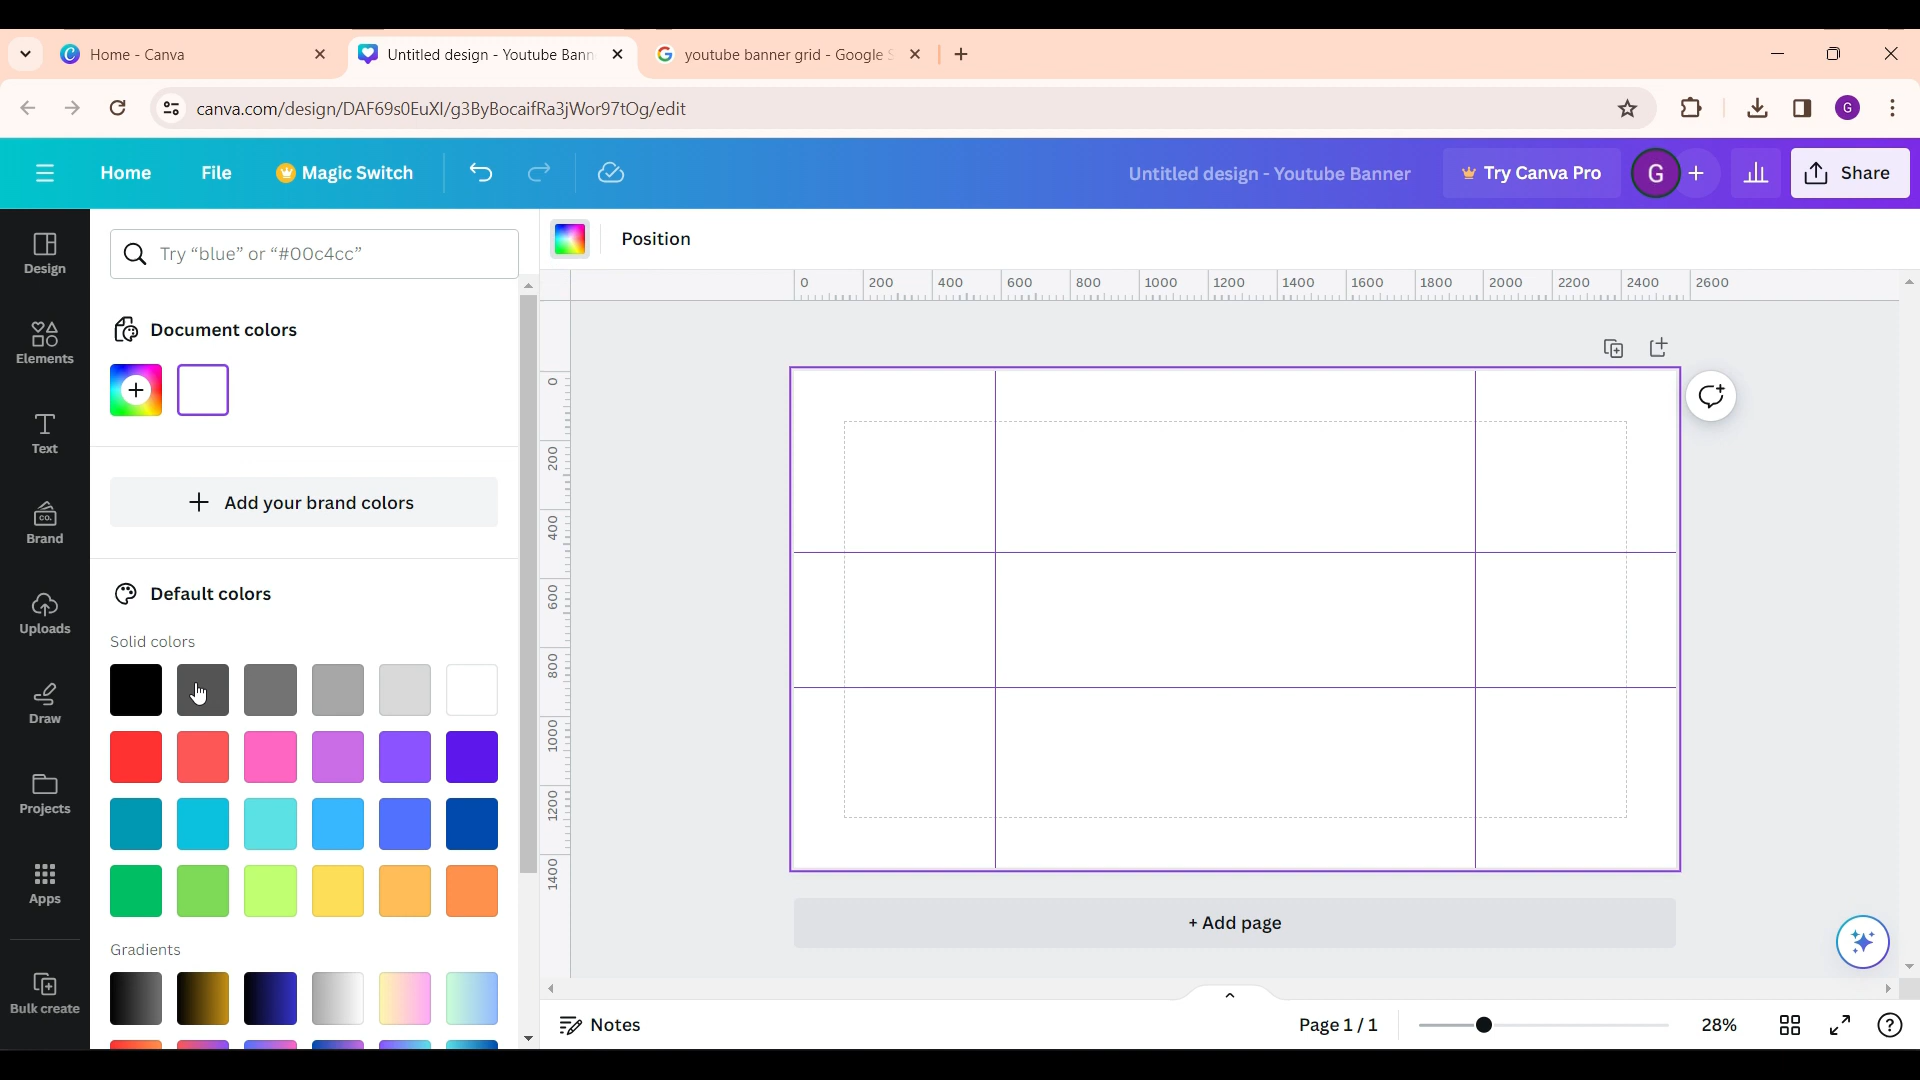 Home - Canva
Untitled design - Youtube Bann
youtube banner grid - Google S
canva.com/design/DAF69s0EuXI/g3ByBocaifRa3jWor97tOg/edit
G
Home
File
Magic Switch
Untitled design - Youtube Banner
Try Canva Pro
G
Share
Design
Elements
Text
CO.
Brand
Uploads
Draw
Projects
Apps
Bulk create
Try “blue” or “#00c4cc”
Document colors
Add your brand colors
Default colors
Solid colors
Gradients
Position
0 200 400 600 800 1000 1200 1400 1600 1800 2000 2200 2400 2600
0
200
400
600
800
1000
1200
1400
+ Add page
Notes
Page 1 / 1
28%